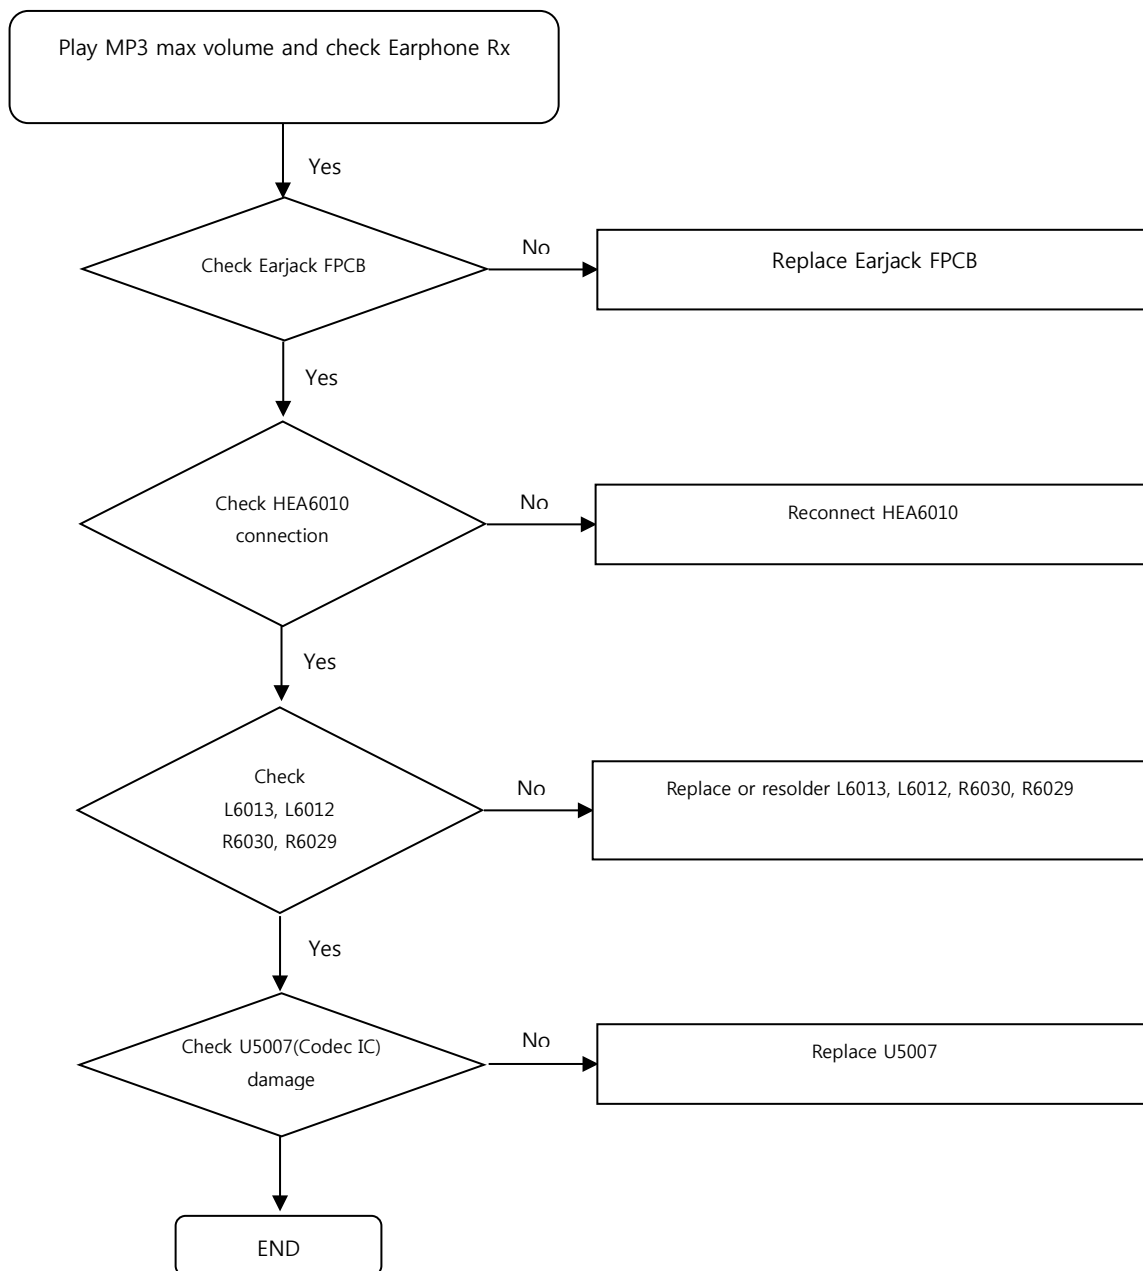 Play MP3 max volume and check Earphone Rx
Yes
Check Earjack FPCB
No
Replace Earjack FPCB
Yes
Check HEA6010
connection
No
Reconnect HEA6010
Yes
Check
L6013, L6012
R6030, R6029
No
Replace or resolder L6013, L6012, R6030, R6029
Yes
Check U5007(Codec IC)
damage
No
Replace U5007
END